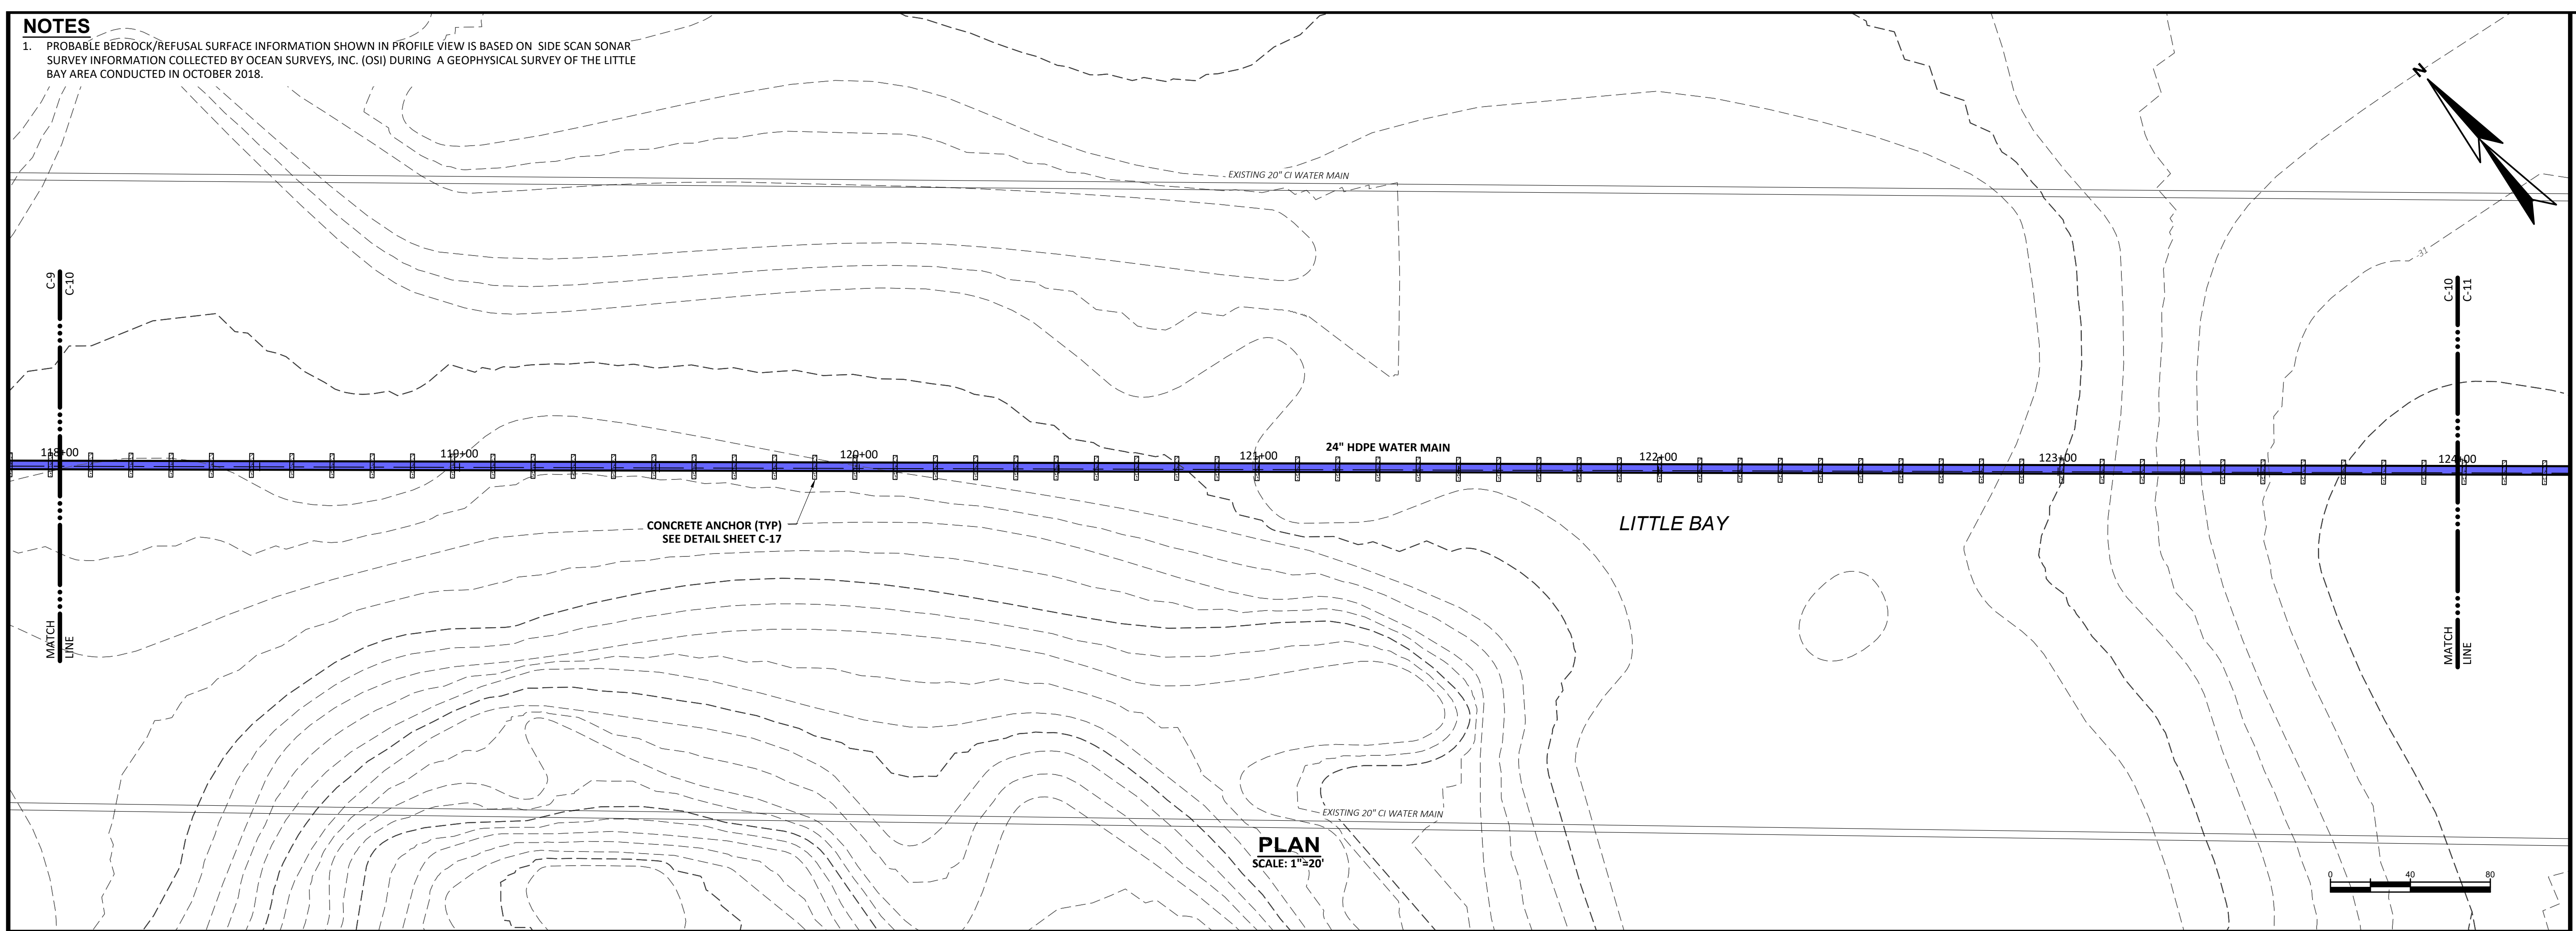 NOTES
1. PROBABLE BEDROCK/REFUSAL SURFACE INFORMATION SHOWN IN PROFILE VIEW IS BASED ON SIDE SCAN SONAR
SURVEY INFORMATION COLLECTED BY OCEAN SURVEYS, INC. (OSI) DURING A GEOPHYSICAL SURVEY OF THE LITTLE
BAY AREA CONDUCTED IN OCTOBER 2018.
N
EXISTING 20" CI WATER MAIN
-31
C-9
C-10
C-10
C-11
118+00
119+00
120+00
121+00
24" HDPE WATER MAIN
122+00
123+00
124+00
CONCRETE ANCHOR (TYP)
SEE DETAIL SHEET C-17
LITTLE BAY
MATCH
LINE
MATCH
LINE
EXISTING 20" CI WATER MAIN
PLAN
SCALE: 1"=20'
0 40 80